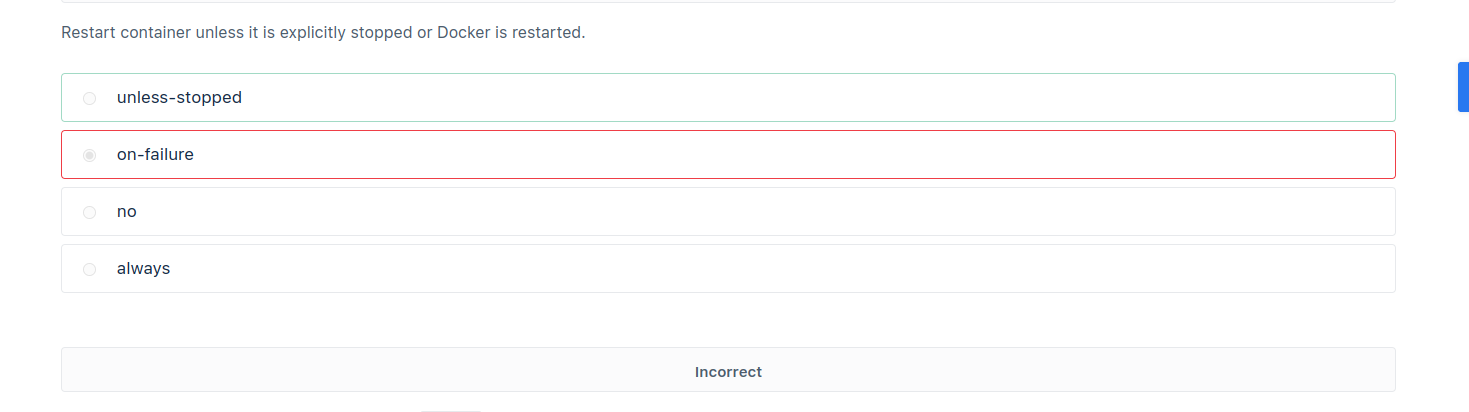 Restart container unless it is explicitly stopped or Docker is restarted.
unless-stopped
on-failure
no
always
Incorrect